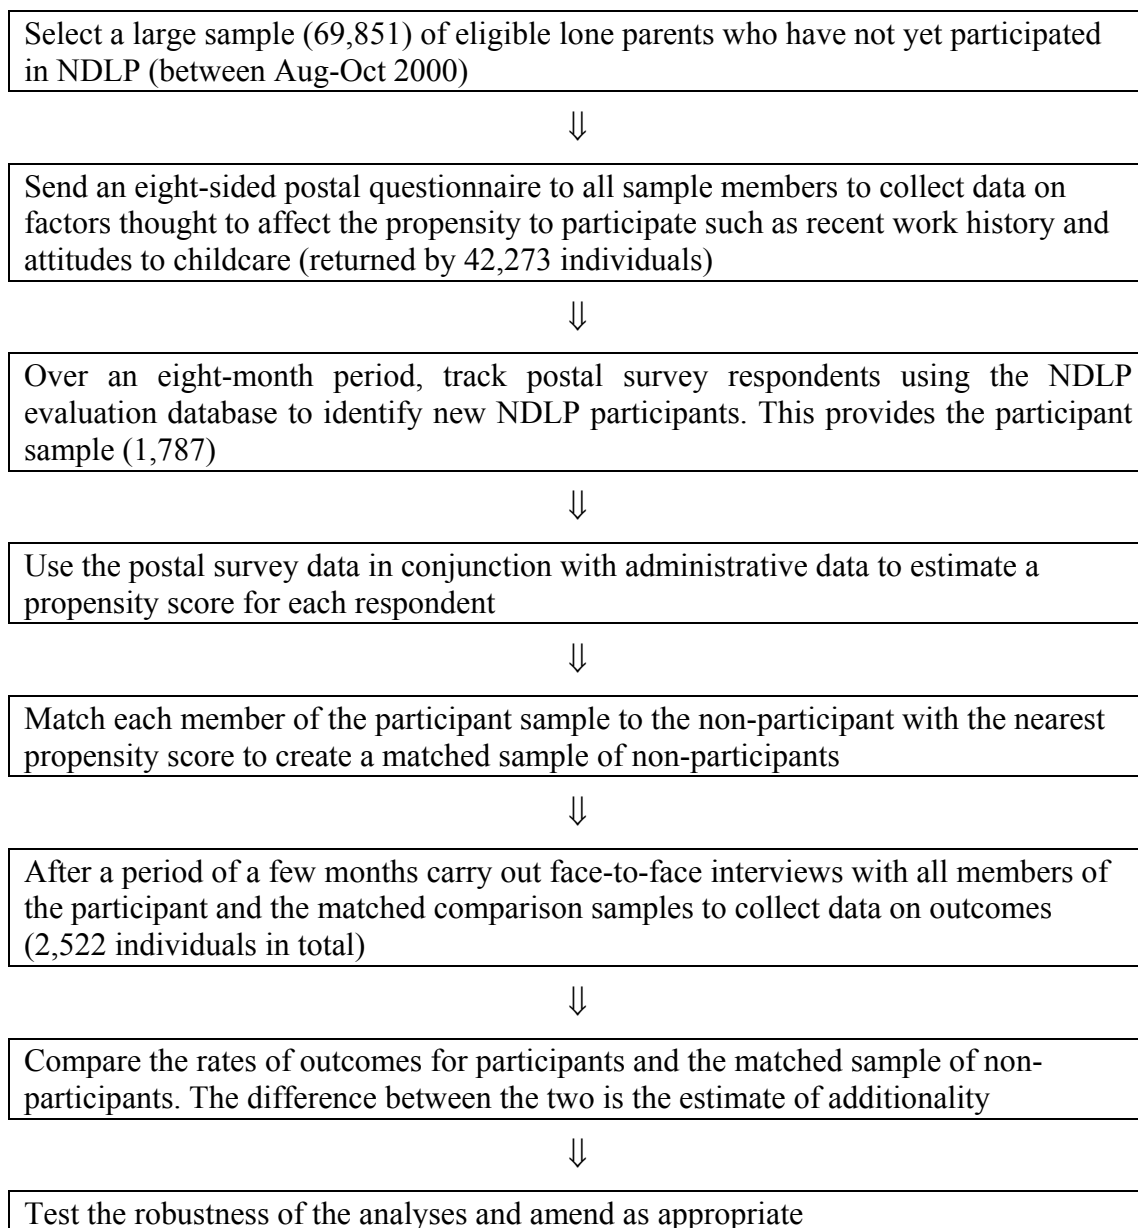 Select a large sample (69,851) of eligible lone parents who have not yet participated
in NDLP (between Aug-Oct 2000)
⇓
Send an eight-sided postal questionnaire to all sample members to collect data on
factors thought to affect the propensity to participate such as recent work history and
attitudes to childcare (returned by 42,273 individuals)
⇓
Over an eight-month period, track postal survey respondents using the NDLP
evaluation database to identify new NDLP participants. This provides the participant
sample (1,787)
⇓
Use the postal survey data in conjunction with administrative data to estimate a
propensity score for each respondent
⇓
Match each member of the participant sample to the non-participant with the nearest
propensity score to create a matched sample of non-participants
⇓
After a period of a few months carry out face-to-face interviews with all members of
the participant and the matched comparison samples to collect data on outcomes
(2,522 individuals in total)
⇓
Compare the rates of outcomes for participants and the matched sample of non-
participants. The difference between the two is the estimate of additionality
⇓
Test the robustness of the analyses and amend as appropriate